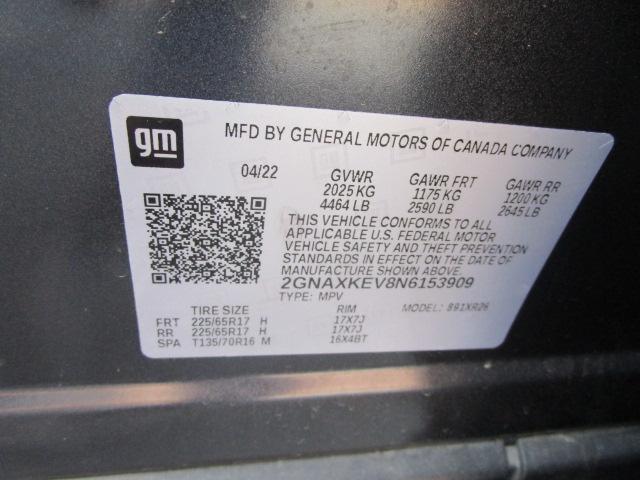 gm
MFD BY GENERAL MOTORS OF CANADA COMPANY
04/22 GVWR GAWR FRT GAWR RR
2025 KG 1175 KG 1200 KG
4464 LB 2590 LB 2645 LB
THIS VEHICLE CONFORMS TO ALL
APPLICABLE U.S. FEDERAL MOTOR
VEHICLE SAFETY AND THEFT PREVENTION
STANDARDS IN EFFECT ON THE DATE OF
MANUFACTURE SHOWN ABOVE.
2GNAXKEV8N6153909
TYPE: MPV MODEL: 891XR26
TIRE SIZE RIM
FRT 225/65R17 H 17X7J
RR 225/65R17 H 17X7J
SPA T135/70R16 M 16X4BT